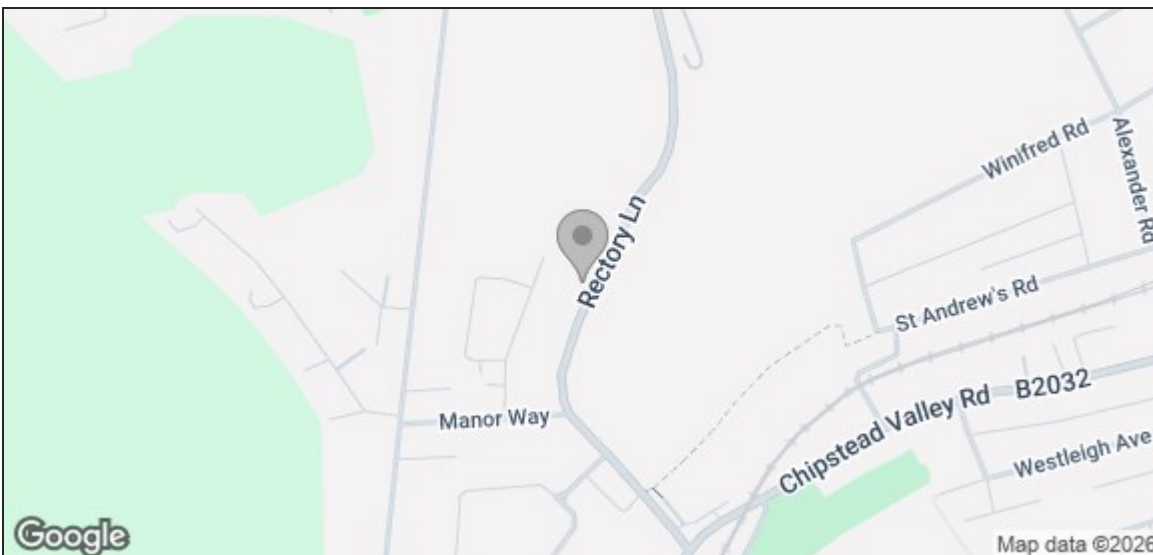 Winifred Rd
Alexander Rd
Rectory Ln
St Andrew's Rd
Manor Way
Chipstead Valley Rd B2032
Westleigh Ave
Google
Map data ©2026